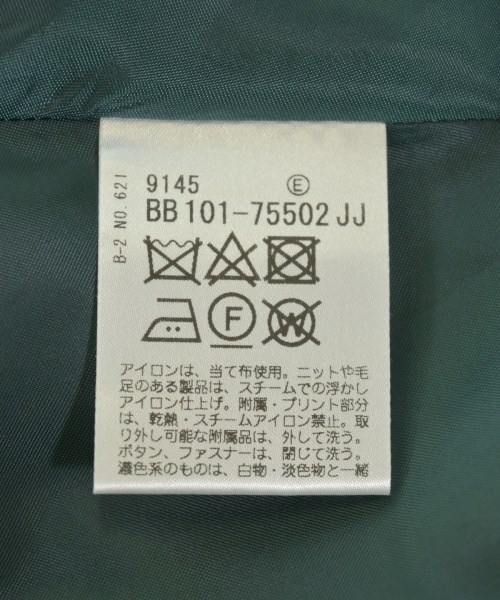 B-2 NO.621
9145 Ⓔ
BB101-75502JJ
F
W
アイロンは、当て布使用。ニットや毛
足のある製品は、スチームでの浮かし
アイロン仕上げ。附属・プリント部分
は、乾熱・スチームアイロン禁止。取
り外し可能な附属品は、外して洗う。
ボタン、ファスナーは、閉じて洗う。
濃色系のものは、白物・淡色物と一緒